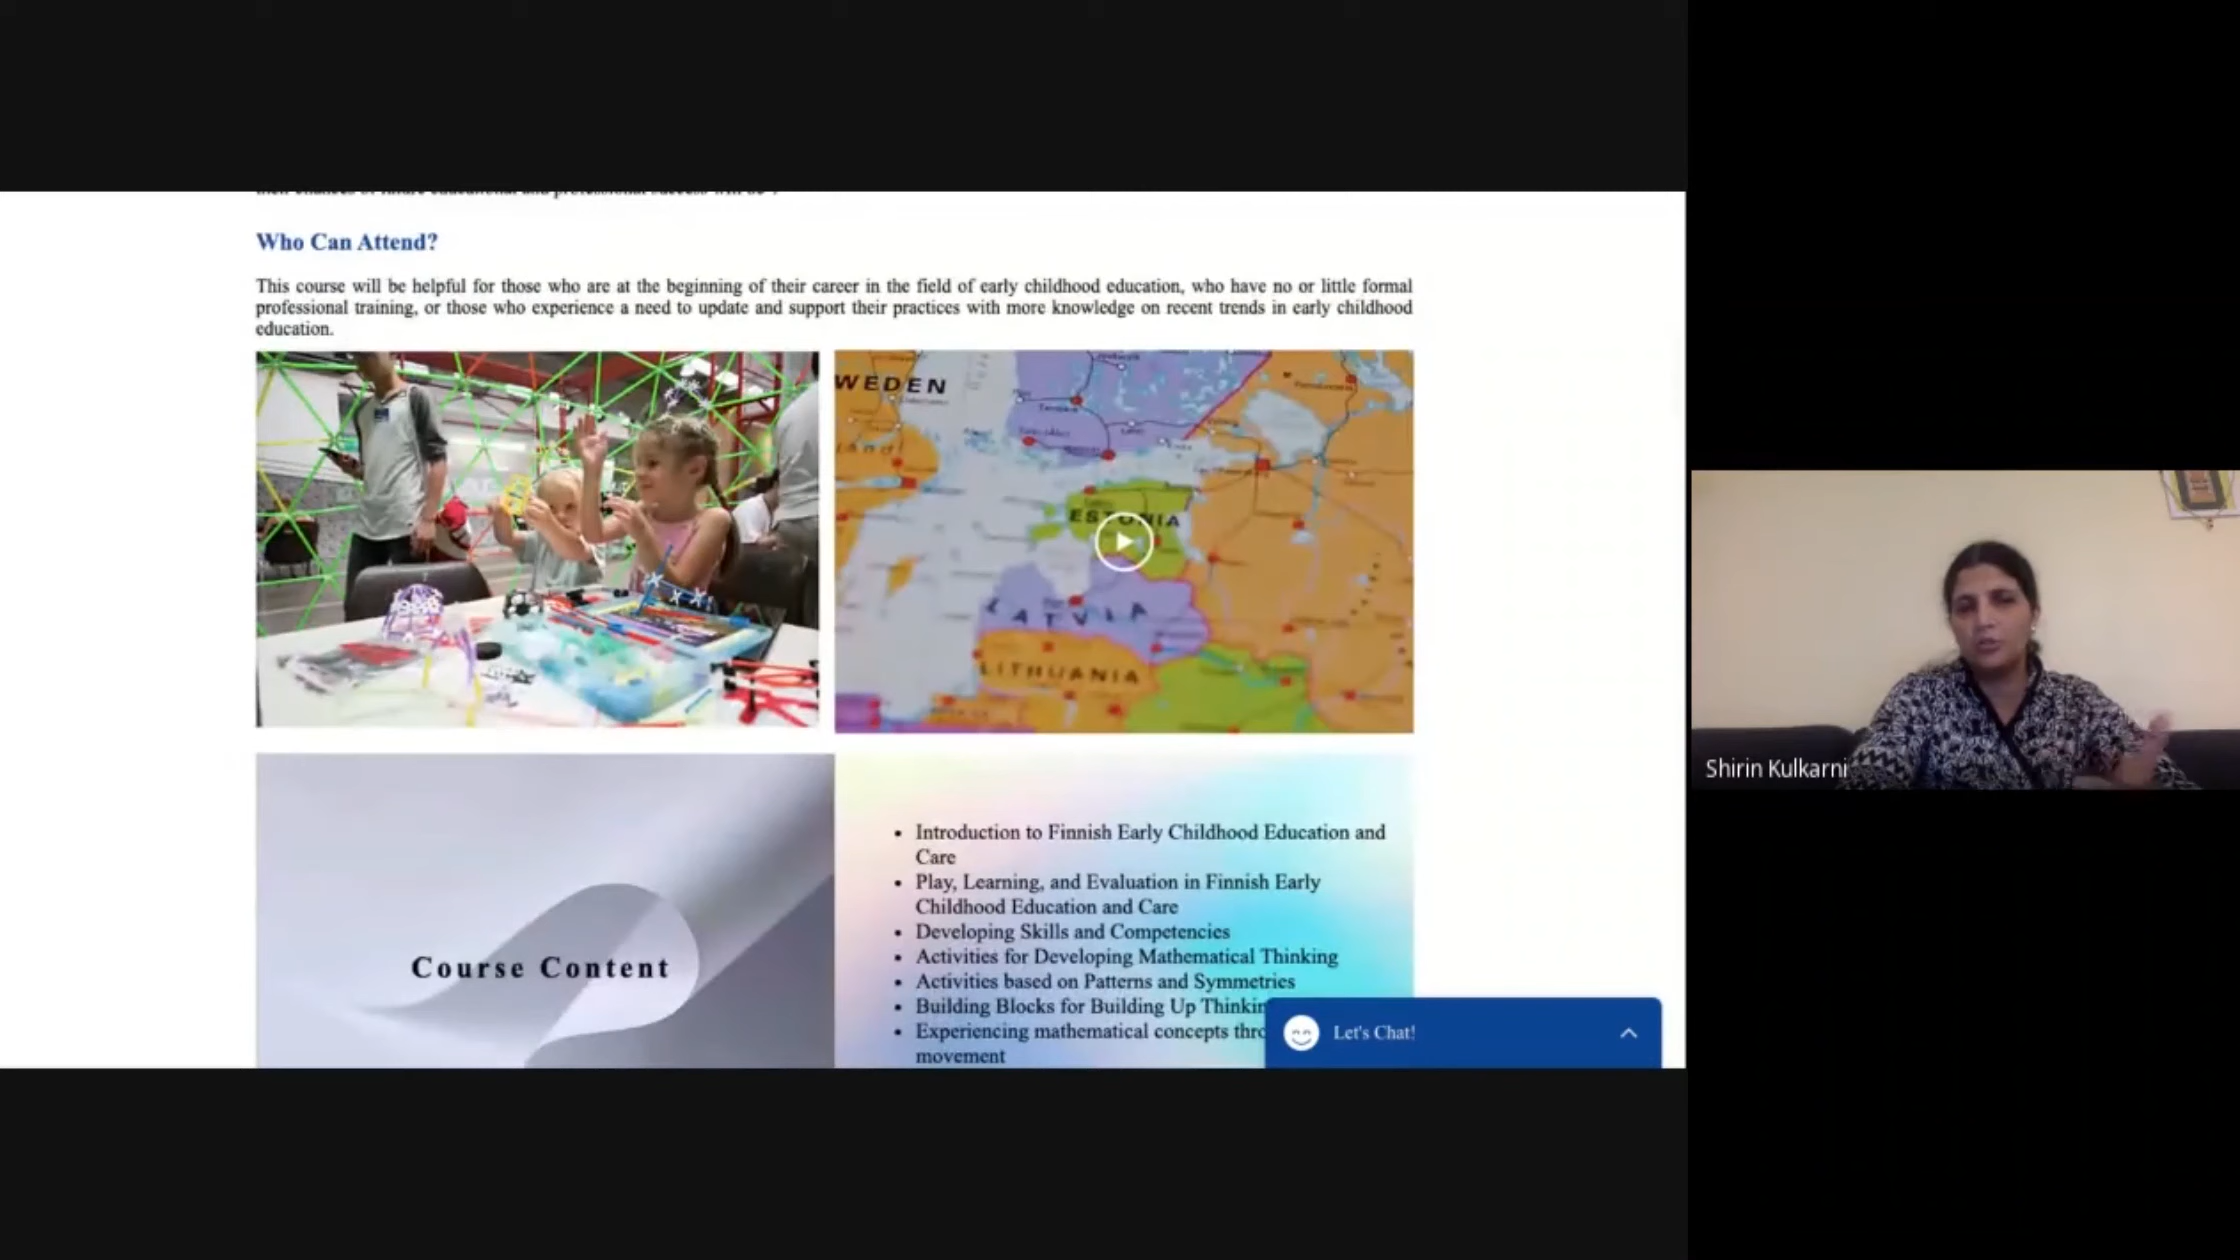 Who Can Attend?
This course will be helpful for those who are at the beginning of their career in the field of early childhood education, who have no or little formal
professional training, or those who experience a need to update and support their practices with more knowledge on recent trends in early childhood
education.
WEDEN
ESTONIA
LATVIA
LITHUANIA
Shirin Kulkarni
Course Content
• Introduction to Finnish Early Childhood Education and
Care
• Play, Learning, and Evaluation in Finnish Early
Childhood Education and Care
• Developing Skills and Competencies
• Activities for Developing Mathematical Thinking
• Activities based on Patterns and Symmetries
• Building Blocks for Building Up Thinkin
• Experiencing mathematical concepts thro
movement
Let's Chat!